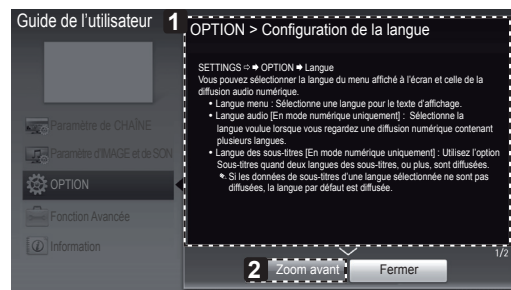 Guide de l'utilisateur
1
OPTION > Configuration de la langue
SETTINGS ⇨ ➡ OPTION ➡ Langue
Vous pouvez sélectionner la langue du menu affiché à l'écran et celle de la
diffusion audio numérique.
• Langue menu : Sélectionne une langue pour le texte d'affichage.
• Langue audio [En mode numérique uniquement] : Sélectionne la
langue voulue lorsque vous regardez une diffusion numérique contenant
plusieurs langues.
• Langue des sous-titres [En mode numérique uniquement] : Utilisez l'option
Sous-titres quand deux langues des sous-titres, ou plus, sont diffusées.
Si les données de sous-titres d'une langue sélectionnée ne sont pas
diffusées, la langue par défaut est diffusée.
Paramètre de CHAÎNE
Paramètre d'IMAGE et de SON
OPTION
Fonction Avancée
Information
1/2
2
Zoom avant
Fermer